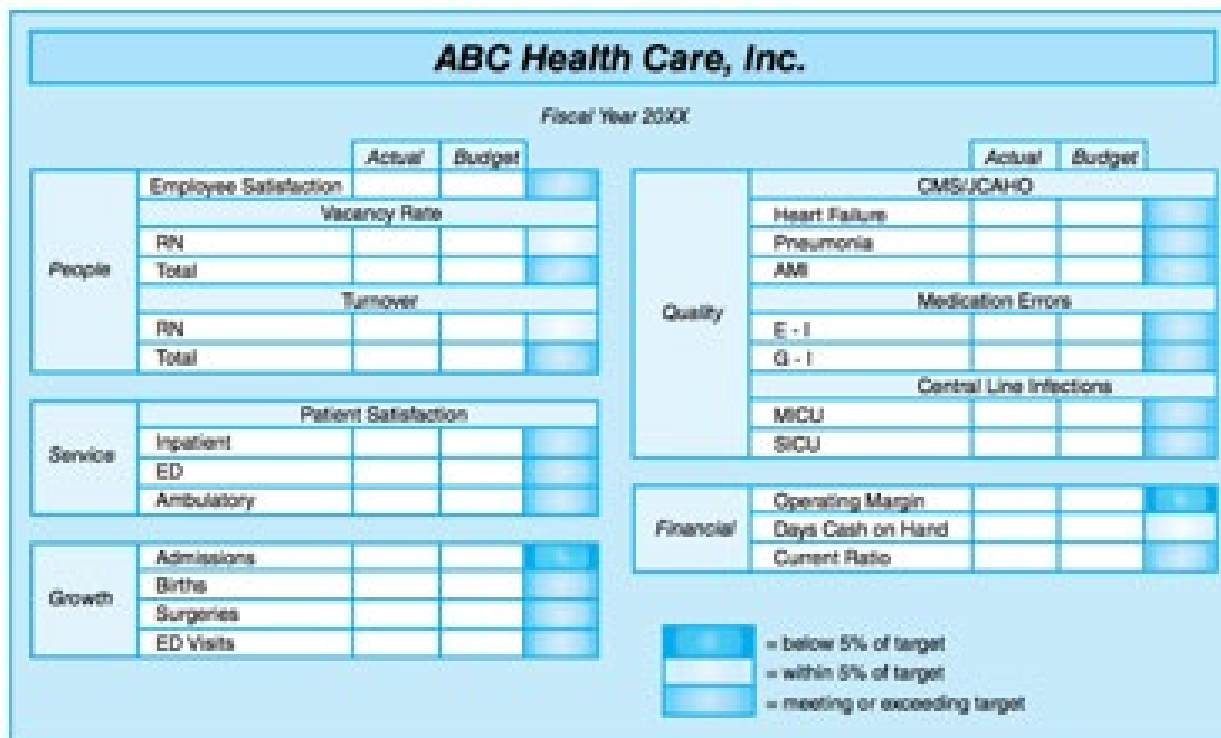 ABC Health Care, Inc.
Fiscal Year 20XX
Actual Budget
People
Employee Satisfaction
Vacancy Rate
RN
Total
Turnover
RN
Total
Service
Patient Satisfaction
Inpatient
ED
Ambulatory
Growth
Admissions
Births
Surgeries
ED Visits
Actual Budget
Quality
CMS/JCAHO
Heart Failure
Pneumonia
AMI
Medication Errors
E - I
G - I
Central Line Infections
MICU
SICU
Financial
Operating Margin
Days Cash on Hand
Current Ratio
= below 5% of target
= within 5% of target
= meeting or exceeding target